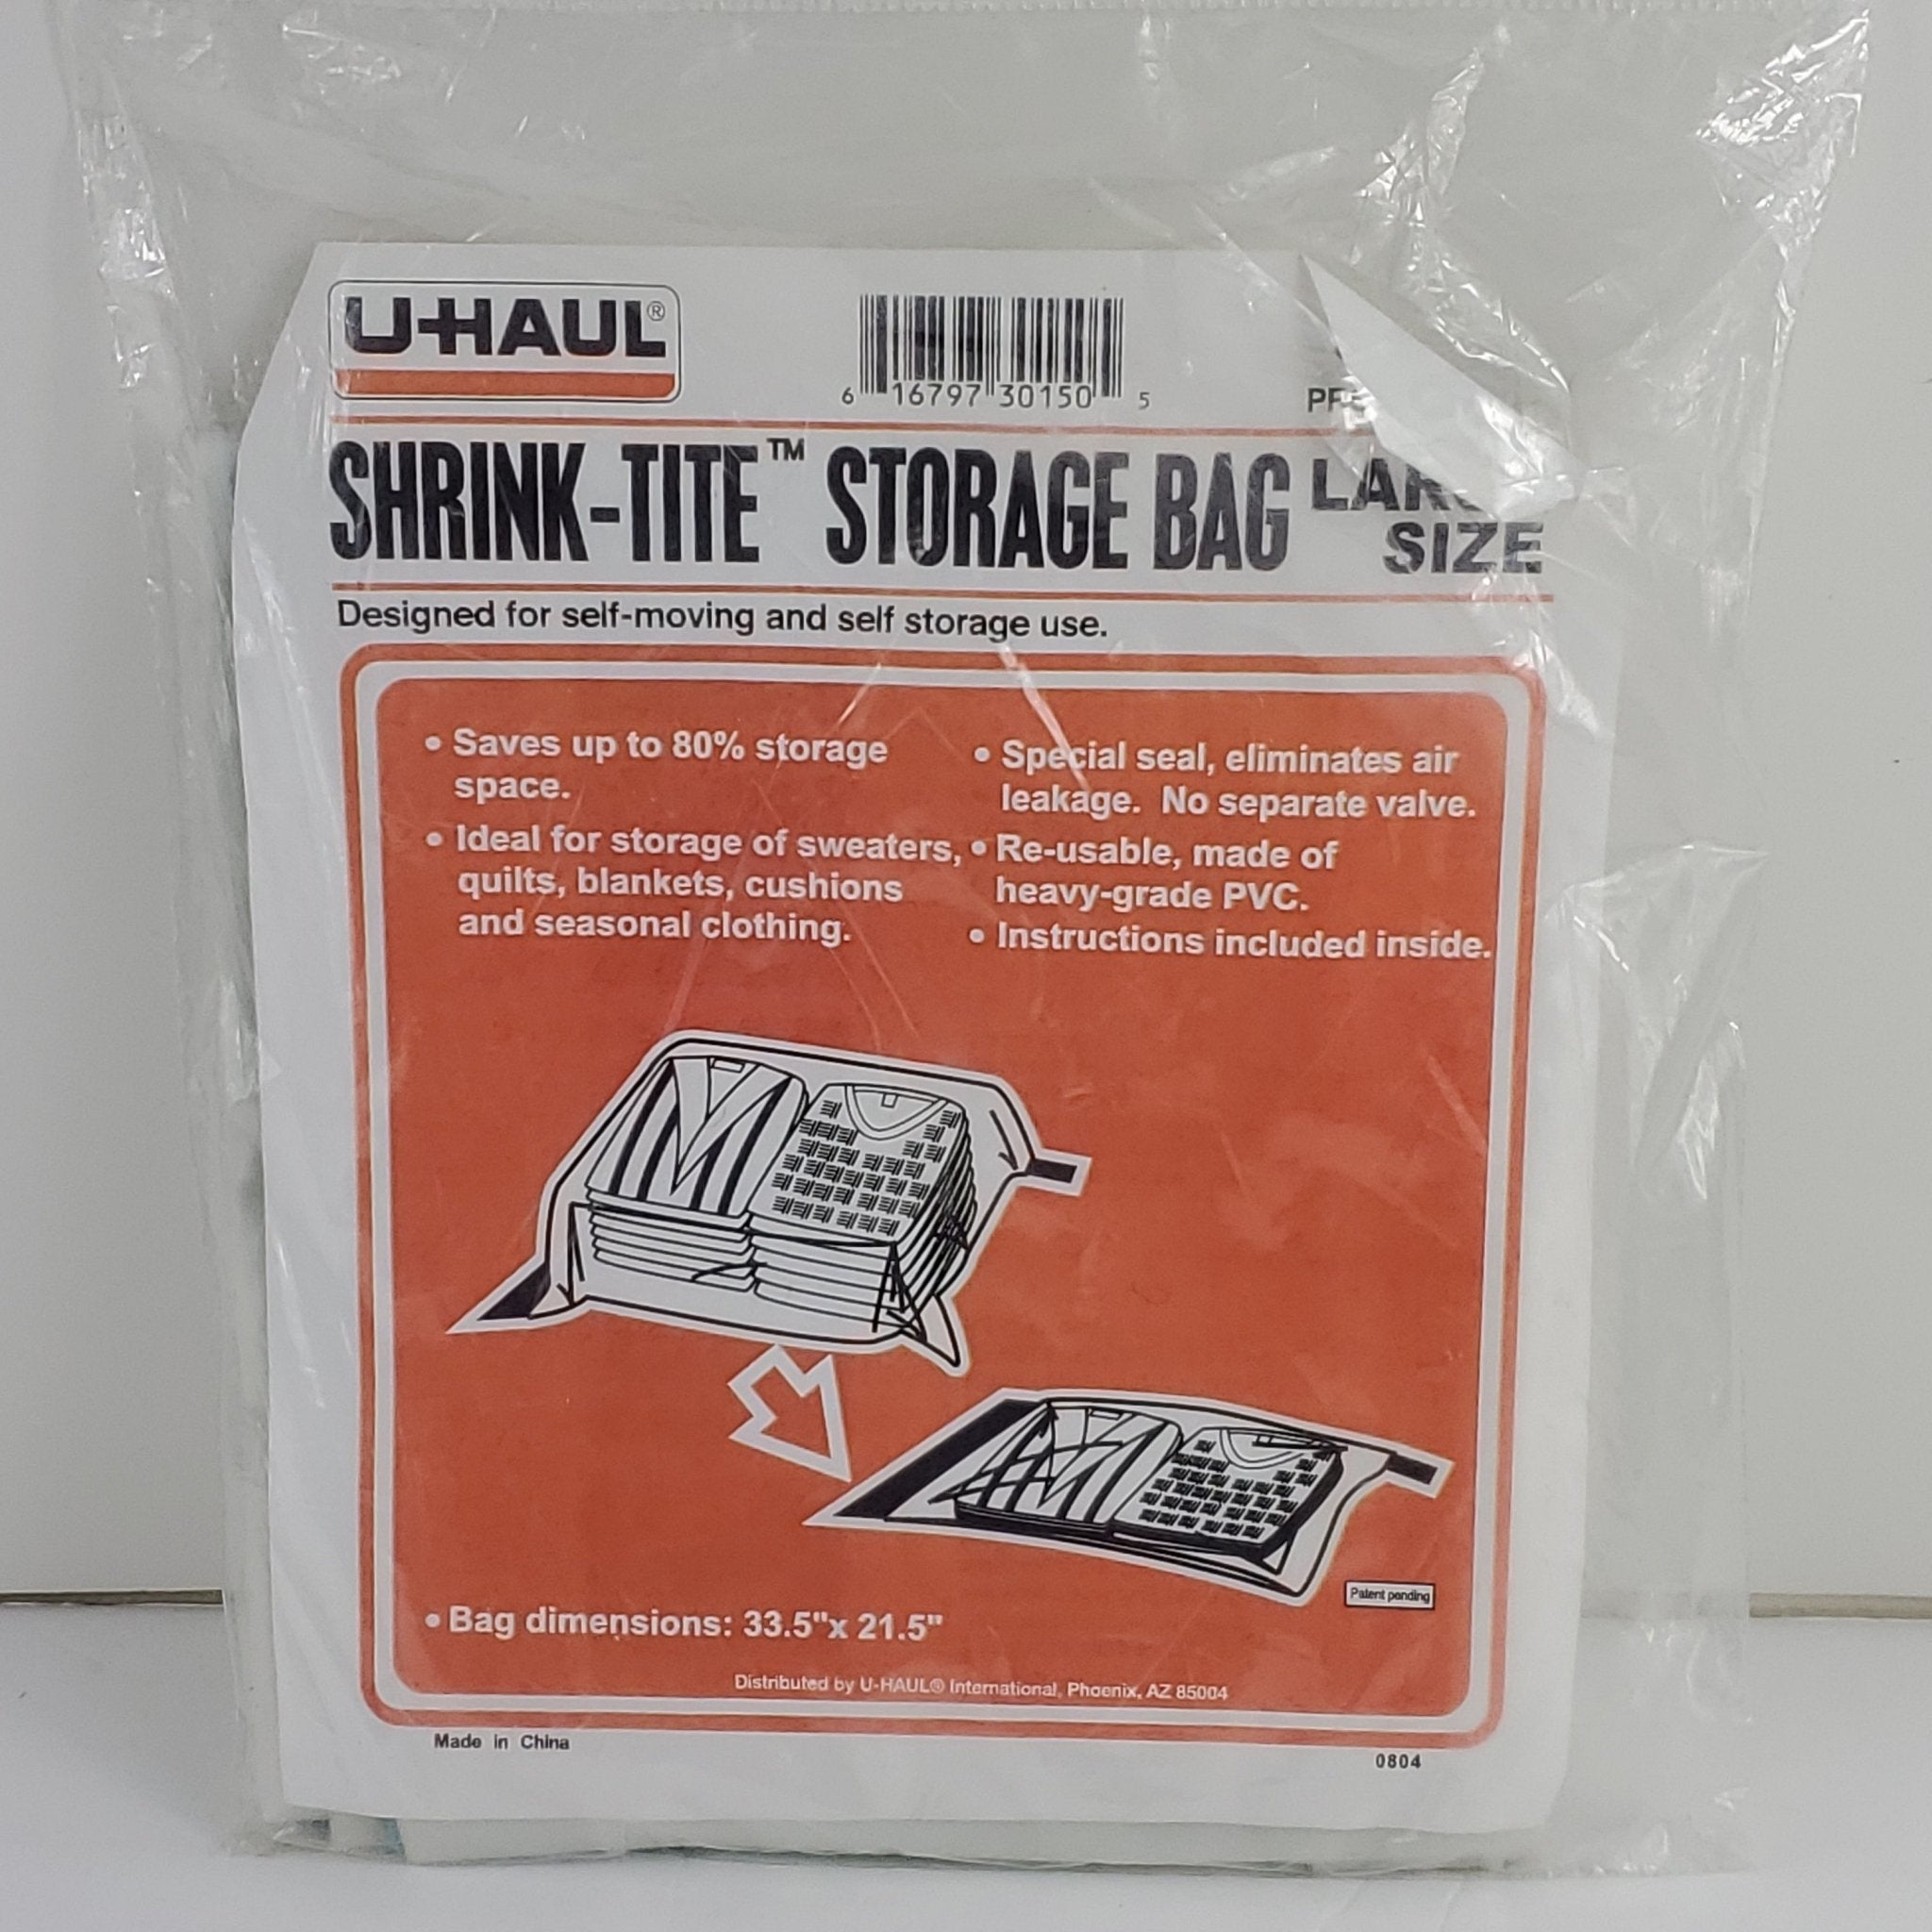 U-HAUL®
6 16797 30150 5
SHRINK-TITE™ STORAGE BAG
SIZE
Designed for self-moving and self storage use.
• Saves up to 80% storage
space.
• Ideal for storage of sweaters,
quilts, blankets, cushions
and seasonal clothing.
• Special seal, eliminates air
leakage. No separate valve.
• Re-usable, made of
heavy-grade PVC.
• Instructions included inside.
Patent pending
• Bag dimensions: 33.5"x 21.5"
Distributed by U-HAUL® International, Phoenix, AZ 85004
Made in China
0804